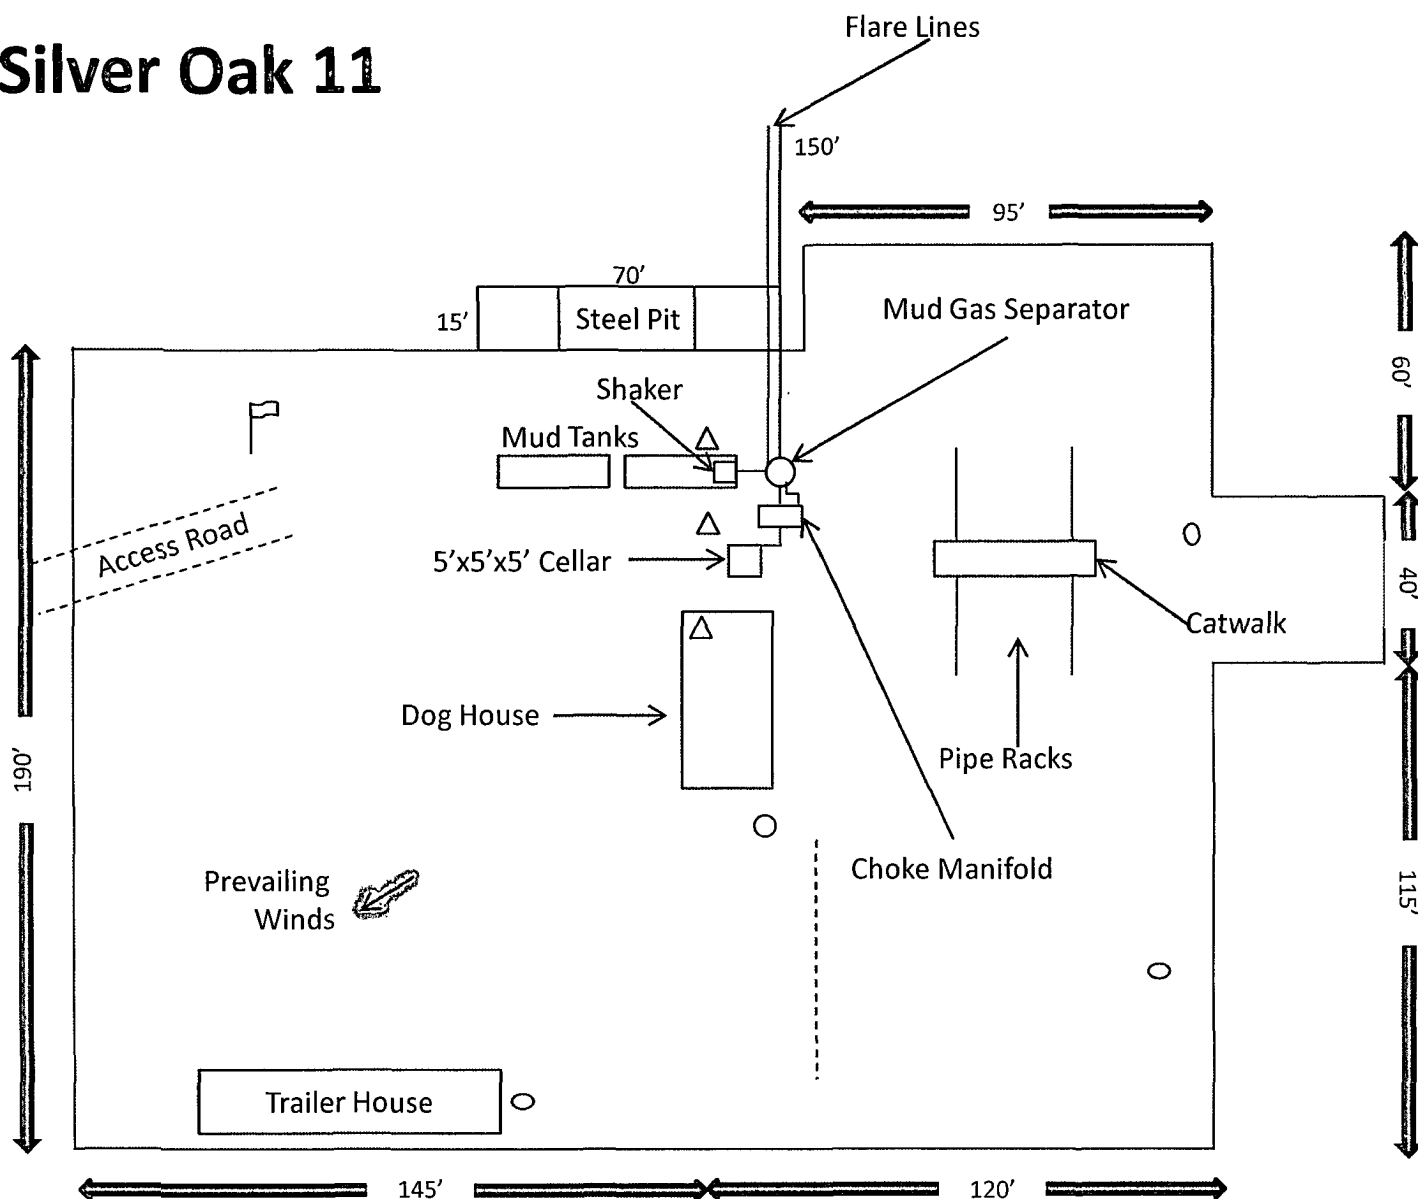 Flare Lines
Silver Oak 11
150'
95'
70'
15'
Steel Pit
Mud Gas Separator
60'
Shaker
Mud Tanks
Access Road
5'x5'x5' Cellar
40'
Catwalk
Dog House
Pipe Racks
190'
Choke Manifold
Prevailing
Winds
115'
Trailer House
145'
120'